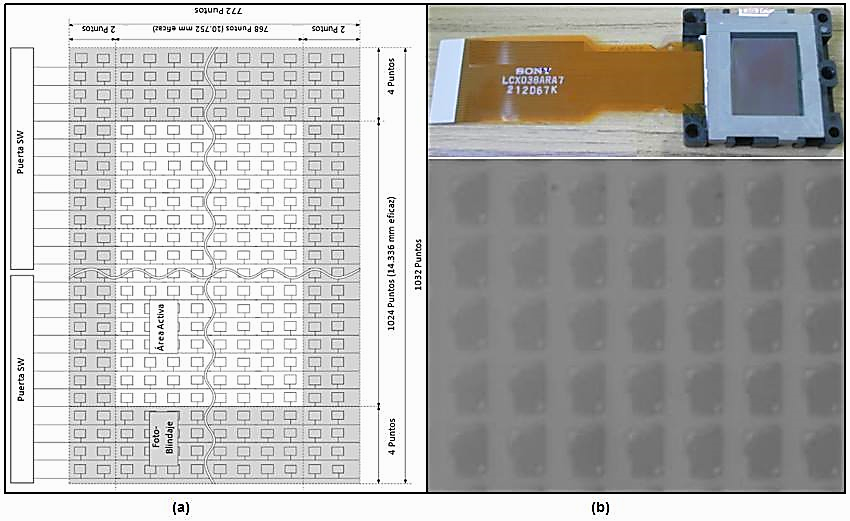 772 Puntos
2 Puntos
768 Puntos (10.752 mm eficaz)
2 Puntos
Puerta SW
Puerta SW
4 Puntos
1024 Puntos (14.336 mm eficaz)
4 Puntos
1032 Puntos
Área Activa
Foto-
Blindaje
SONY
LCX038ARA7
212D67K
(a)
(b)